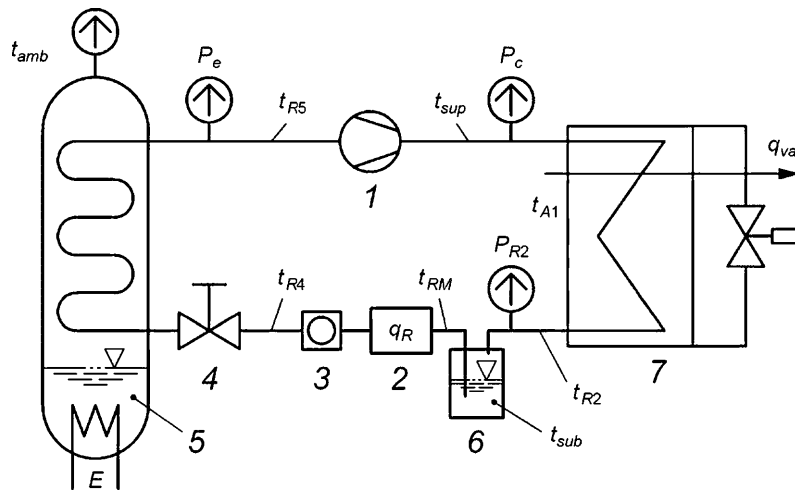 t_amb
P_e
P_c
t_R5
t_sup
q_va
1
t_A1
P_R2
t_R4
t_RM
q_R
4
3
2
7
t_R2
5
6
t_sub
E